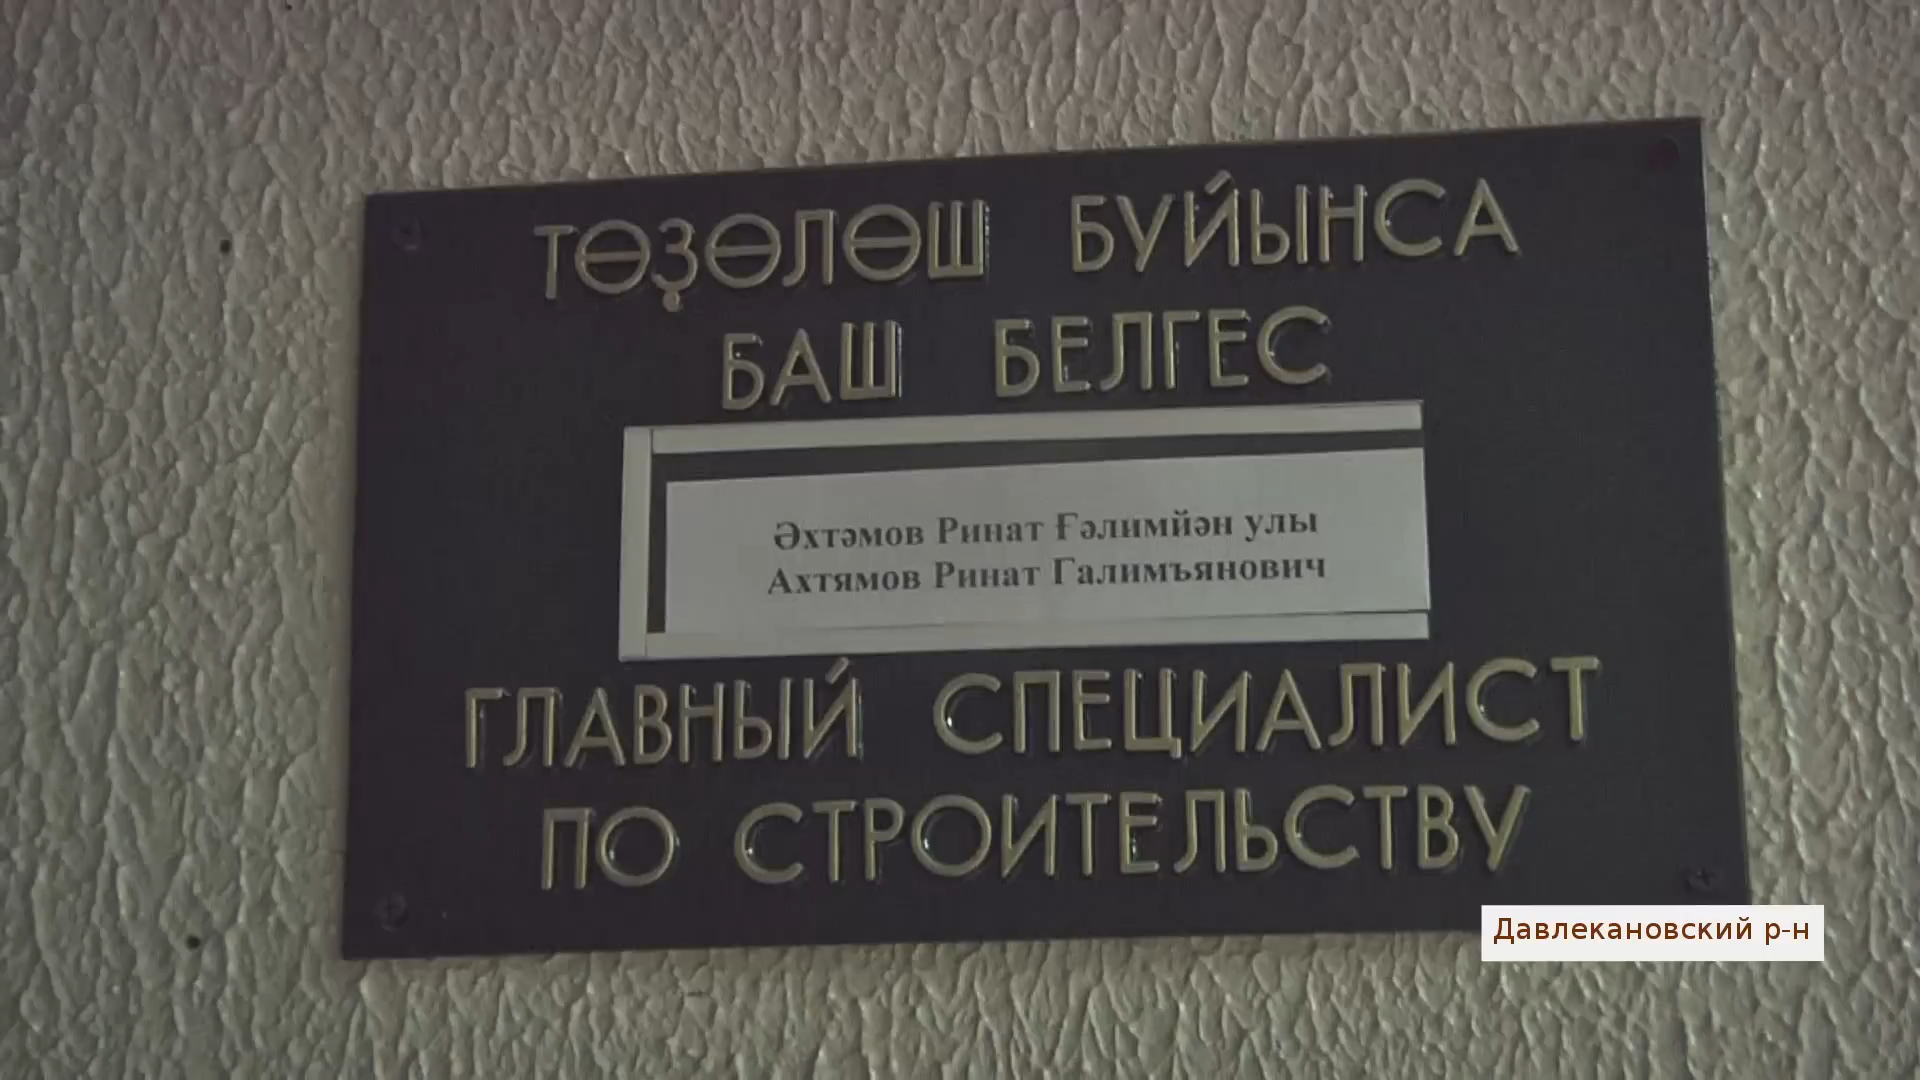 ТӨҘӨЛӨШ БУЙЫНСА
БАШ БЕЛГЕС
Әхтәмов Ринат Ғәлимйән улы
Ахтямов Ринат Галимъянович
ГЛАВНЫЙ СПЕЦИАЛИСТ
ПО СТРОИТЕЛЬСТВУ
Давлекановский р-н